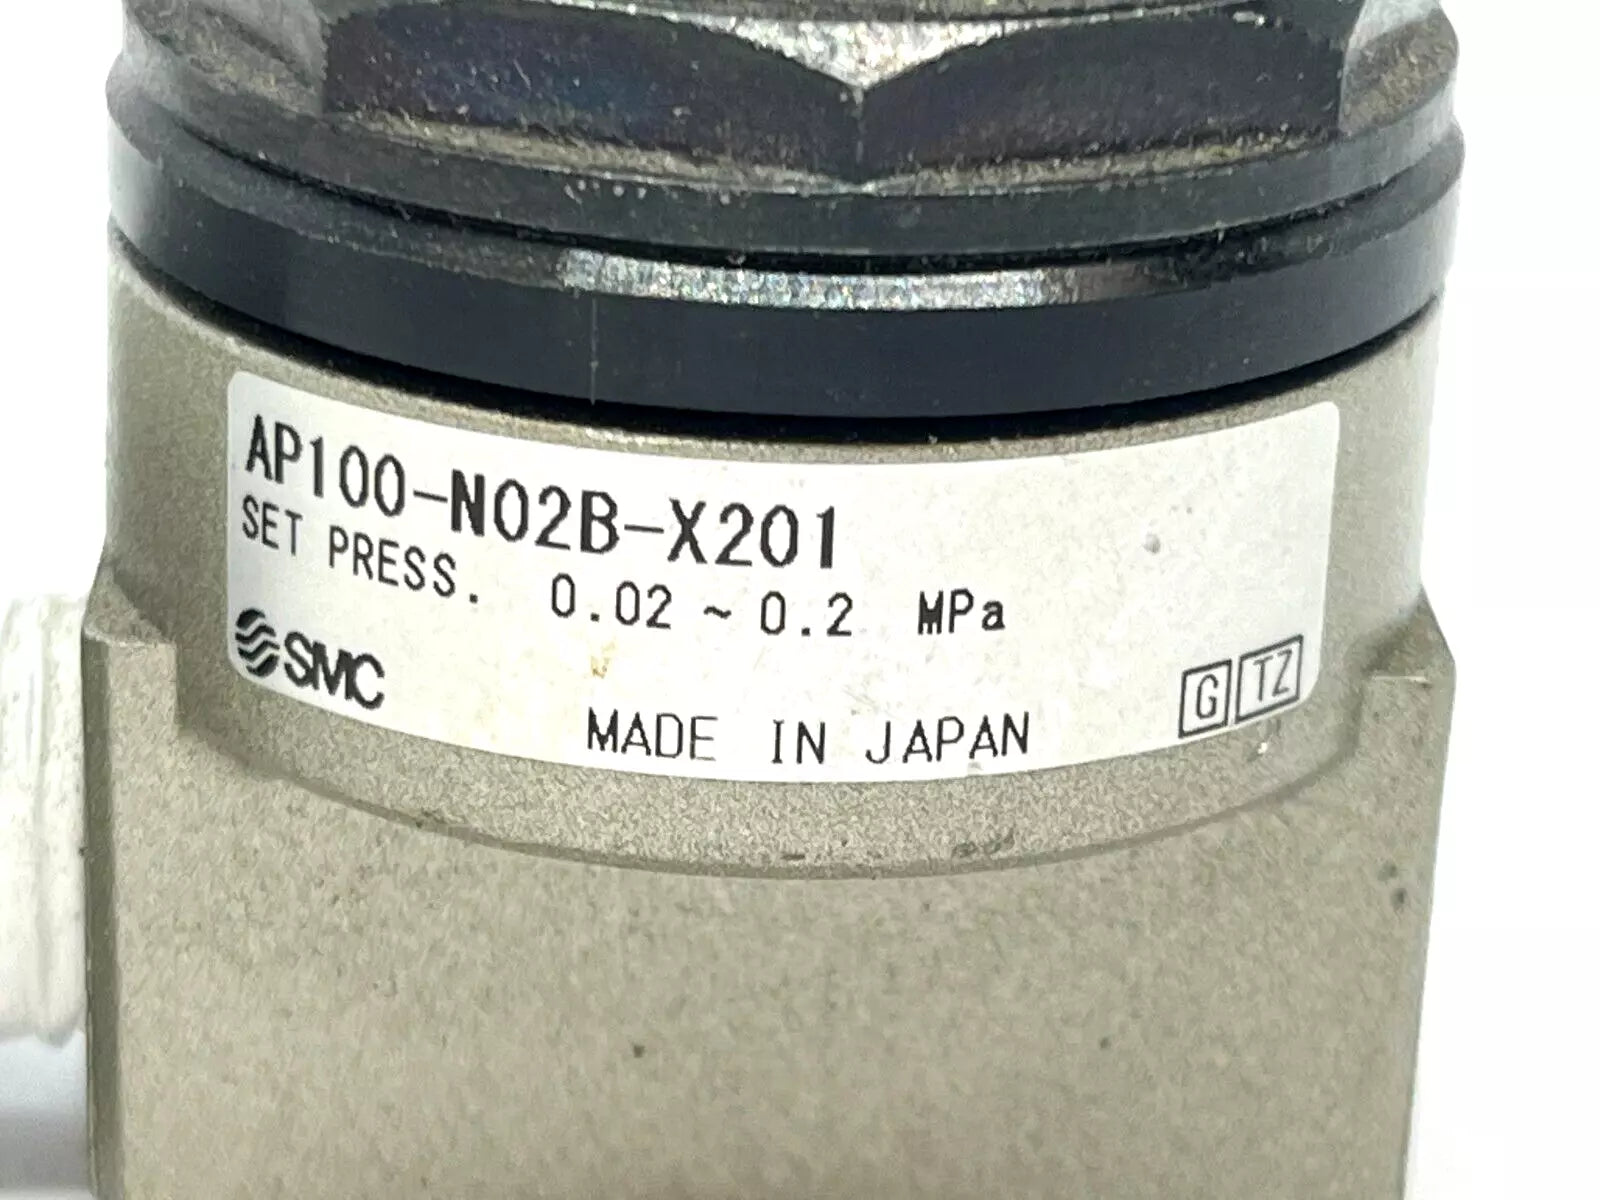 AP100-N02B-X201
SET PRESS. 0.02 ~ 0.2 MPa
SMC
MADE IN JAPAN
G TZ